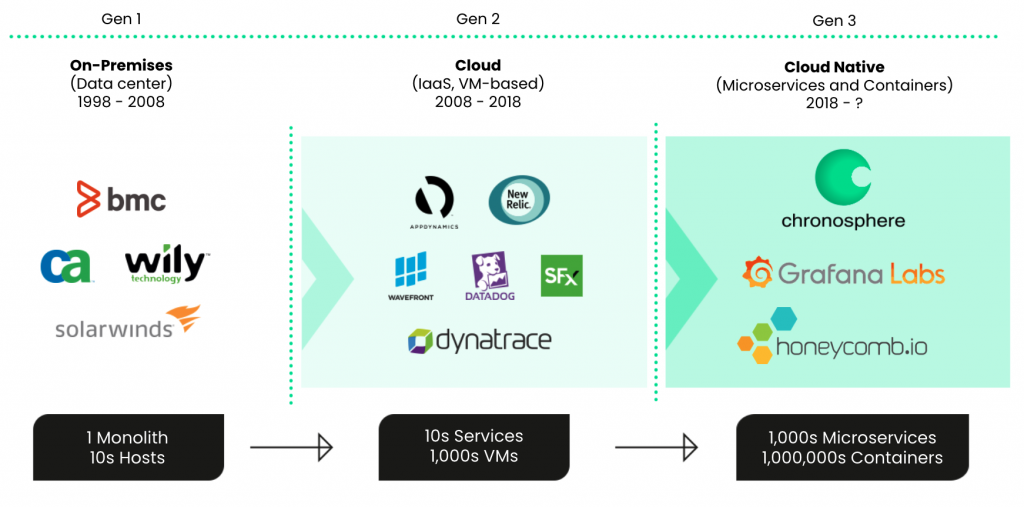 Gen 1
Gen 2
Gen 3
On-Premises
(Data center)
1998 - 2008
Cloud
(IaaS, VM-based)
2008 - 2018
Cloud Native
(Microservices and Containers)
2018 - ?
bmc
ca
wily
technology
solarwinds
APPDYNAMICS
New
Relic.
WAVEFRONT
DATADOG
SFx
dynatrace
chronosphere
Grafana Labs
honeycomb.io
1 Monolith
10s Hosts
10s Services
1,000s VMs
1,000s Microservices
1,000,000s Containers